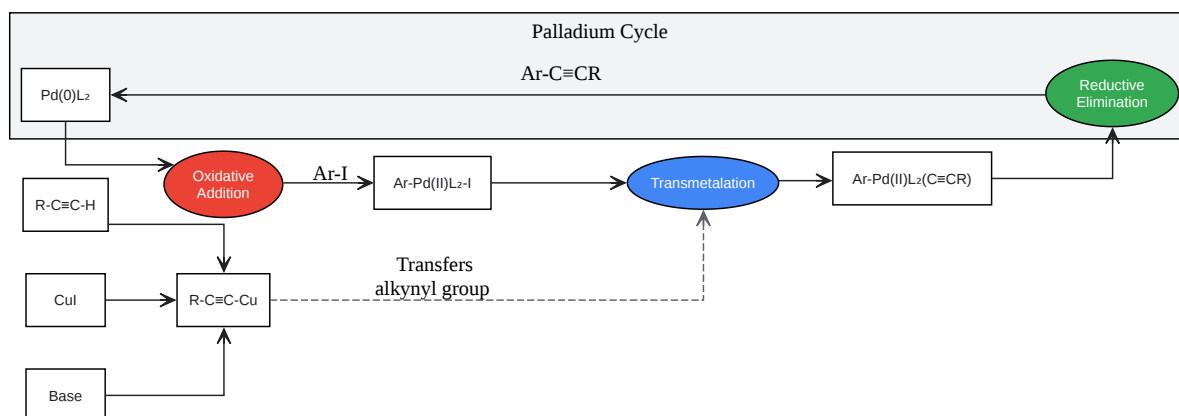 Palladium Cycle
Ar-C≡CR
Pd(0)L₂
Reductive
Elimination
Oxidative
Addition
Ar-I
Ar-Pd(II)L₂-I
Transmetalation
Ar-Pd(II)L₂(C≡CR)
R-C≡C-H
Transfers
alkynyl group
CuI
R-C≡C-Cu
Base